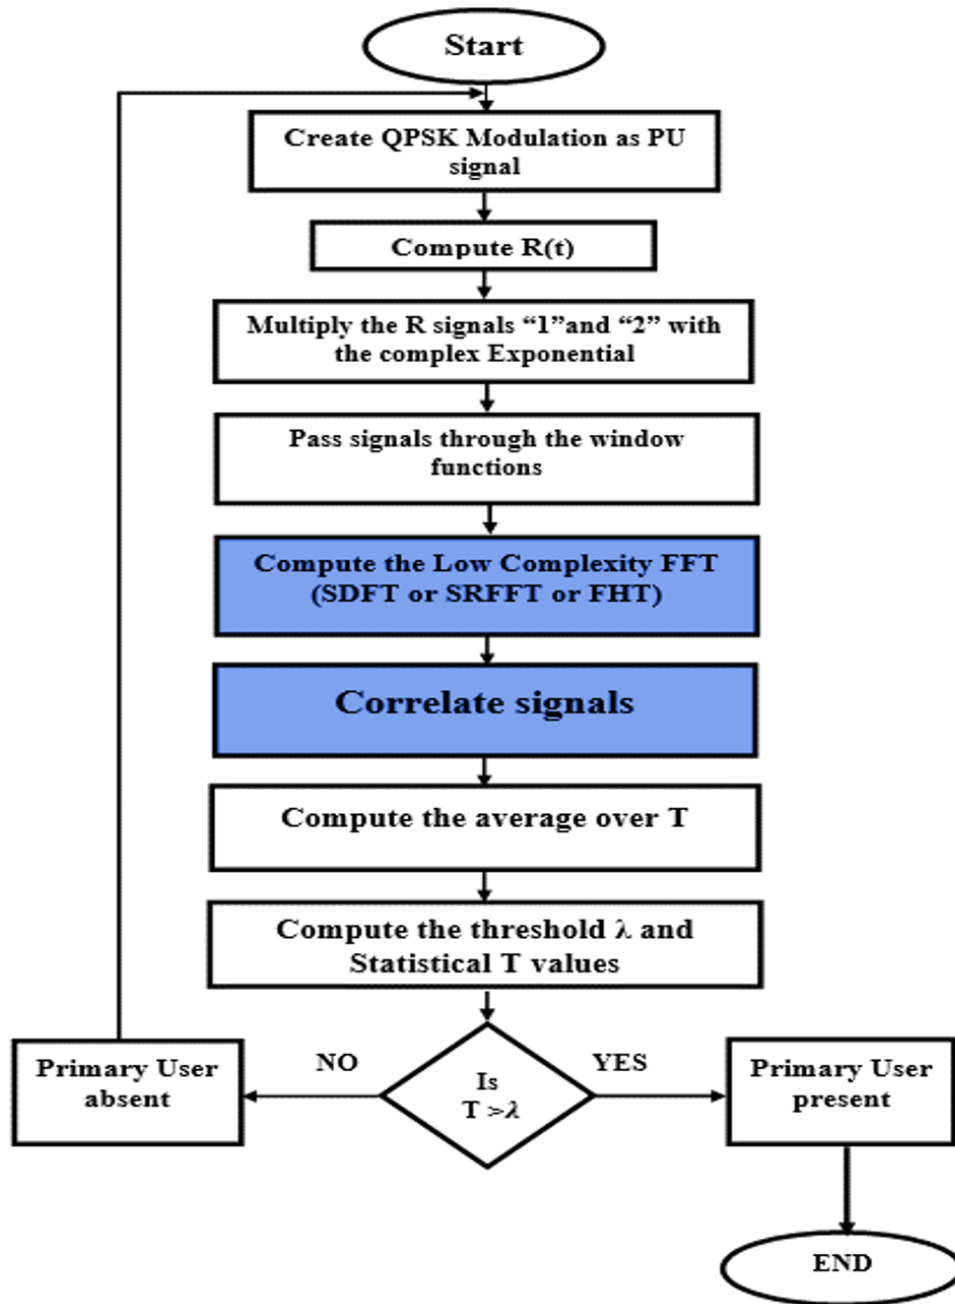 Start
Create QPSK Modulation as PU
signal
Compute R(t)
Multiply the R signals “1”and “2” with
the complex Exponential
Pass signals through the window
functions
Compute the Low Complexity FFT
(SDFT or SRFFT or FHT)
Correlate signals
Compute the average over T
Compute the threshold λ and
Statistical T values
NO
YES
Is
T >λ
Primary User
absent
Primary User
present
END